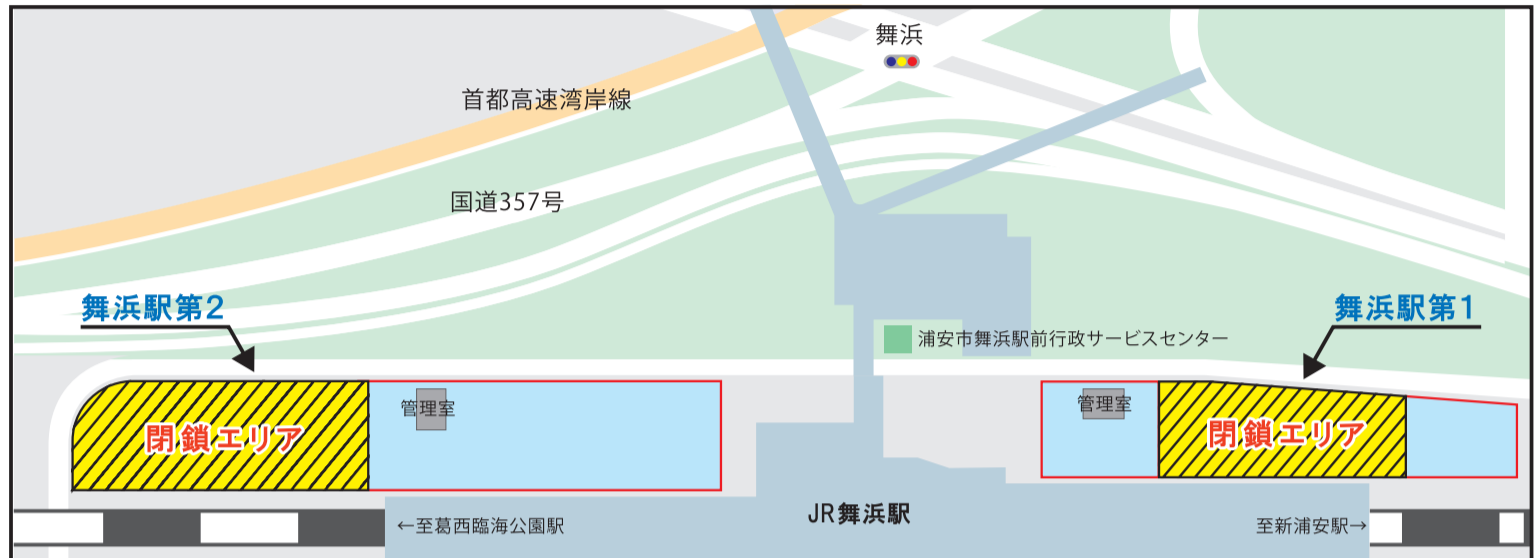 舞浜
首都高速湾岸線
国道357号
舞浜駅第2
舞浜駅第1
浦安市舞浜駅前行政サービスセンター
管理室
管理室
閉鎖エリア
閉鎖エリア
JR舞浜駅
←至葛西臨海公園駅
至新浦安駅→